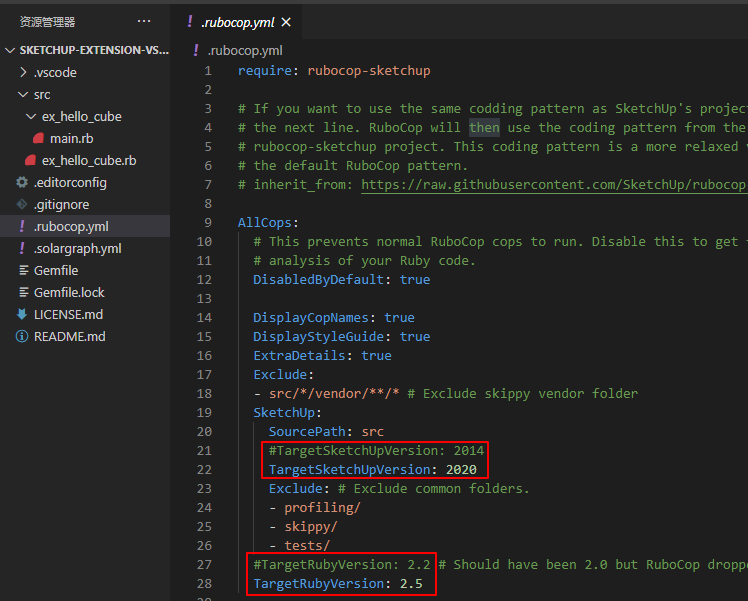 资源管理器
SKETCHUP-EXTENSION-VS...
.vscode
src
ex_hello_cube
main.rb
ex_hello_cube.rb
.editorconfig
.gitignore
.rubocop.yml
.solargraph.yml
Gemfile
Gemfile.lock
LICENSE.md
README.md
.rubocop.yml
.rubocop.yml
1 require: rubocop-sketchup
2
3 # If you want to use the same codding pattern as SketchUp's project
4 # the next line. RuboCop will then use the coding pattern from the
5 # rubocop-sketchup project. This coding pattern is a more relaxed
6 # the default RuboCop pattern.
7 # inherit_from: https://raw.githubusercontent.com/SketchUp/rubocop
8
9 AllCops:
10 # This prevents normal RuboCop cops to run. Disable this to get
11 # analysis of your Ruby code.
12 DisabledByDefault: true
13
14 DisplayCopNames: true
15 DisplayStyleGuide: true
16 ExtraDetails: true
17 Exclude:
18 - src/*/vendor/**/* # Exclude skippy vendor folder
19 SketchUp:
20 SourcePath: src
21 #TargetSketchUpVersion: 2014
22 TargetSketchUpVersion: 2020
23 Exclude: # Exclude common folders.
24 - profiling/
25 - skippy/
26 - tests/
27 #TargetRubyVersion: 2.2 # Should have been 2.0 but RuboCop droppe
28 TargetRubyVersion: 2.5